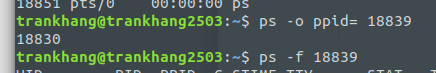 18851 pts/0    00:00:00 ps
trankhang@trankhang2503:~$ ps -o ppid= 18839
18830
trankhang@trankhang2503:~$ ps -f 18839